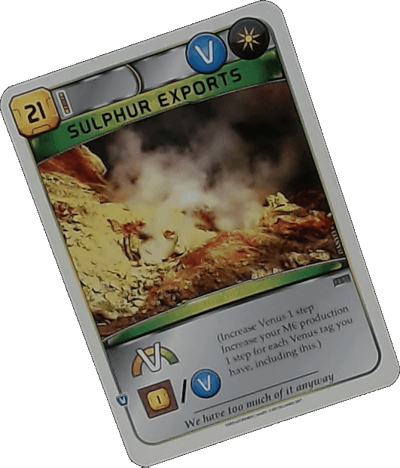 V
21
SULPHUR EXPORTS
(Increase Venus 1 step
Increase your M€ production
1 step for each Venus tag you
have, including this.)
V
1 / V
V
We have too much of it anyway